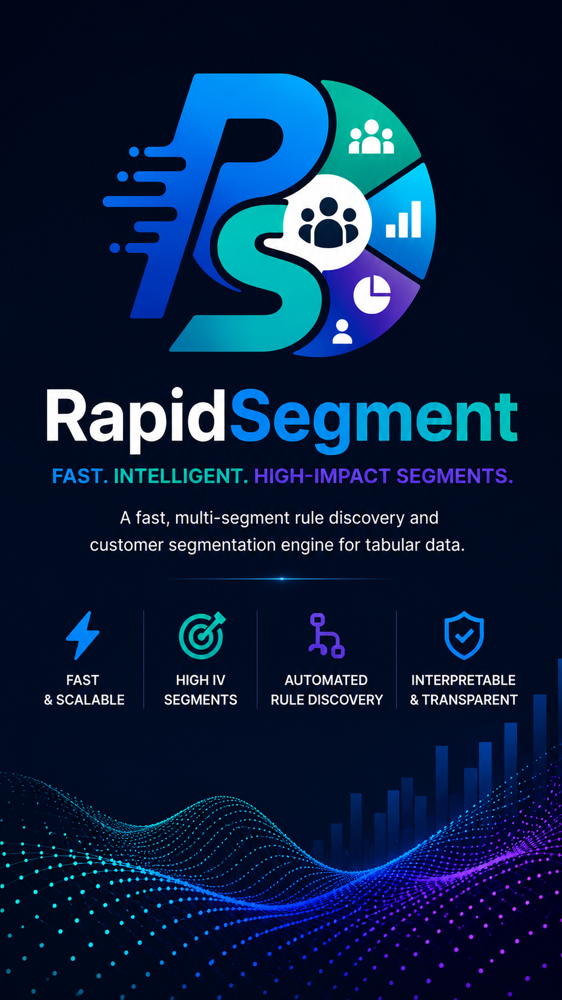 RS
RapidSegment
FAST. INTELLIGENT. HIGH-IMPACT SEGMENTS.
A fast, multi-segment rule discovery and
customer segmentation engine for tabular data.
FAST
& SCALABLE
HIGH IV
SEGMENTS
AUTOMATED
RULE DISCOVERY
INTERPRETABLE
& TRANSPARENT